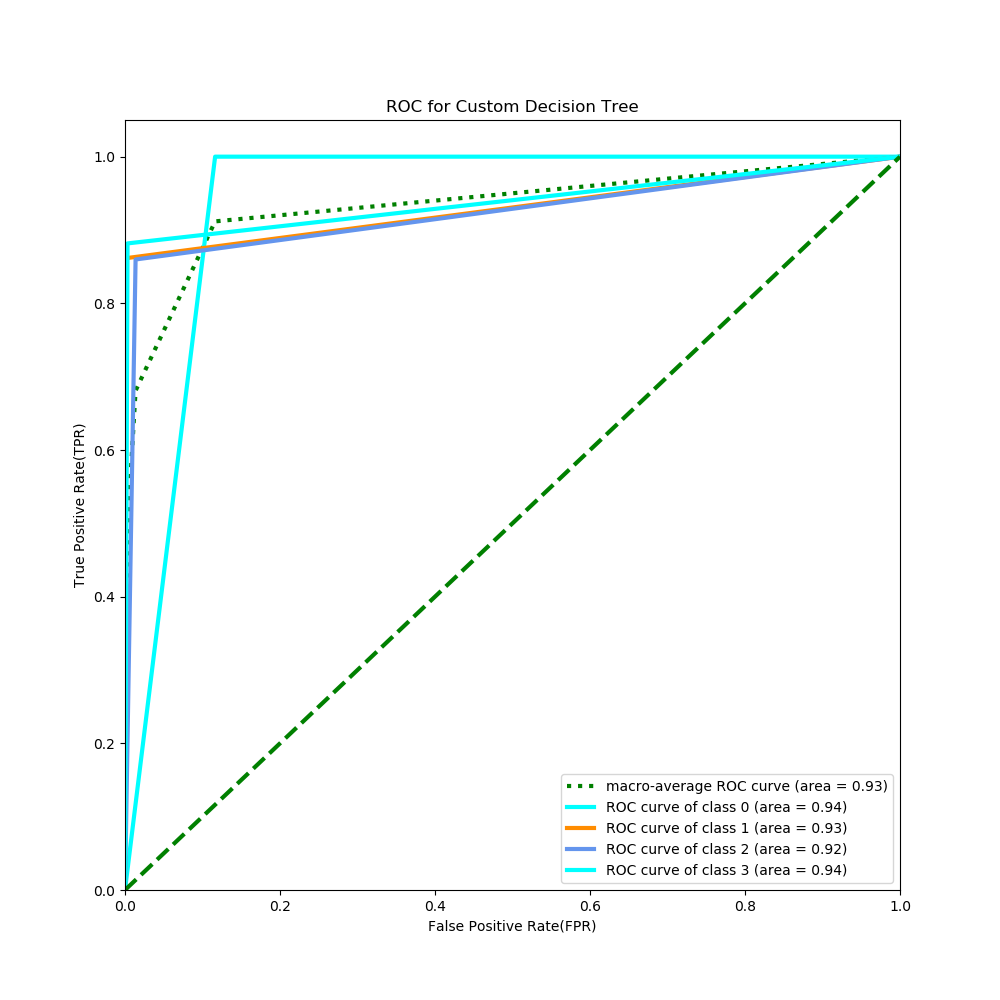 ROC for Custom Decision Tree
1.0
0.8
0.6
0.4
0.2
0.0
True Positive Rate(TPR)
macro-average ROC curve (area = 0.93)
ROC curve of class 0 (area = 0.94)
ROC curve of class 1 (area = 0.93)
ROC curve of class 2 (area = 0.92)
ROC curve of class 3 (area = 0.94)
0.0 0.2 0.4 0.6 0.8 1.0
False Positive Rate(FPR)